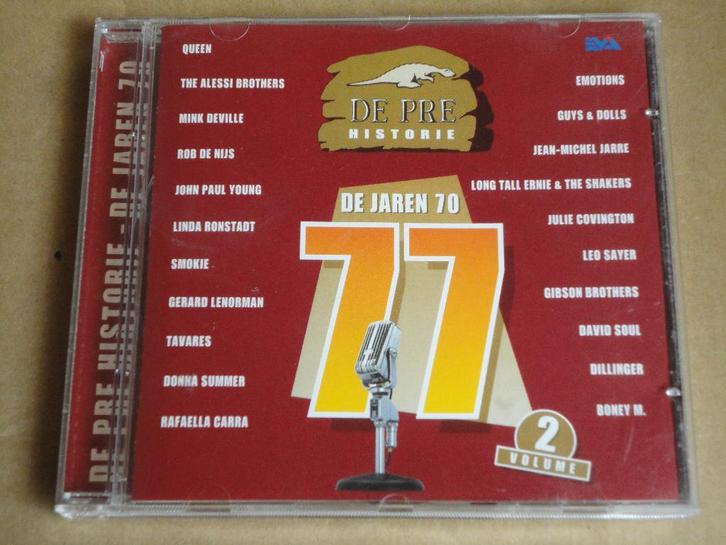 DE PRE HISTORIE - DE JAREN 70
QUEEN
THE ALESSI BROTHERS
MINK DEVILLE
ROB DE NIJS
JOHN PAUL YOUNG
LINDA RONSTADT
SMOKIE
GERARD LENORMAN
TAVARES
DONNA SUMMER
RAFAELLA CARRA
DE PRE
HISTORIE
DE JAREN 70
77
EVA
EMOTIONS
GUYS & DOLLS
JEAN-MICHEL JARRE
LONG TALL ERNIE & THE SHAKERS
JULIE COVINGTON
LEO SAYER
GIBSON BROTHERS
DAVID SOUL
DILLINGER
BONEY M.
2
VOLUME